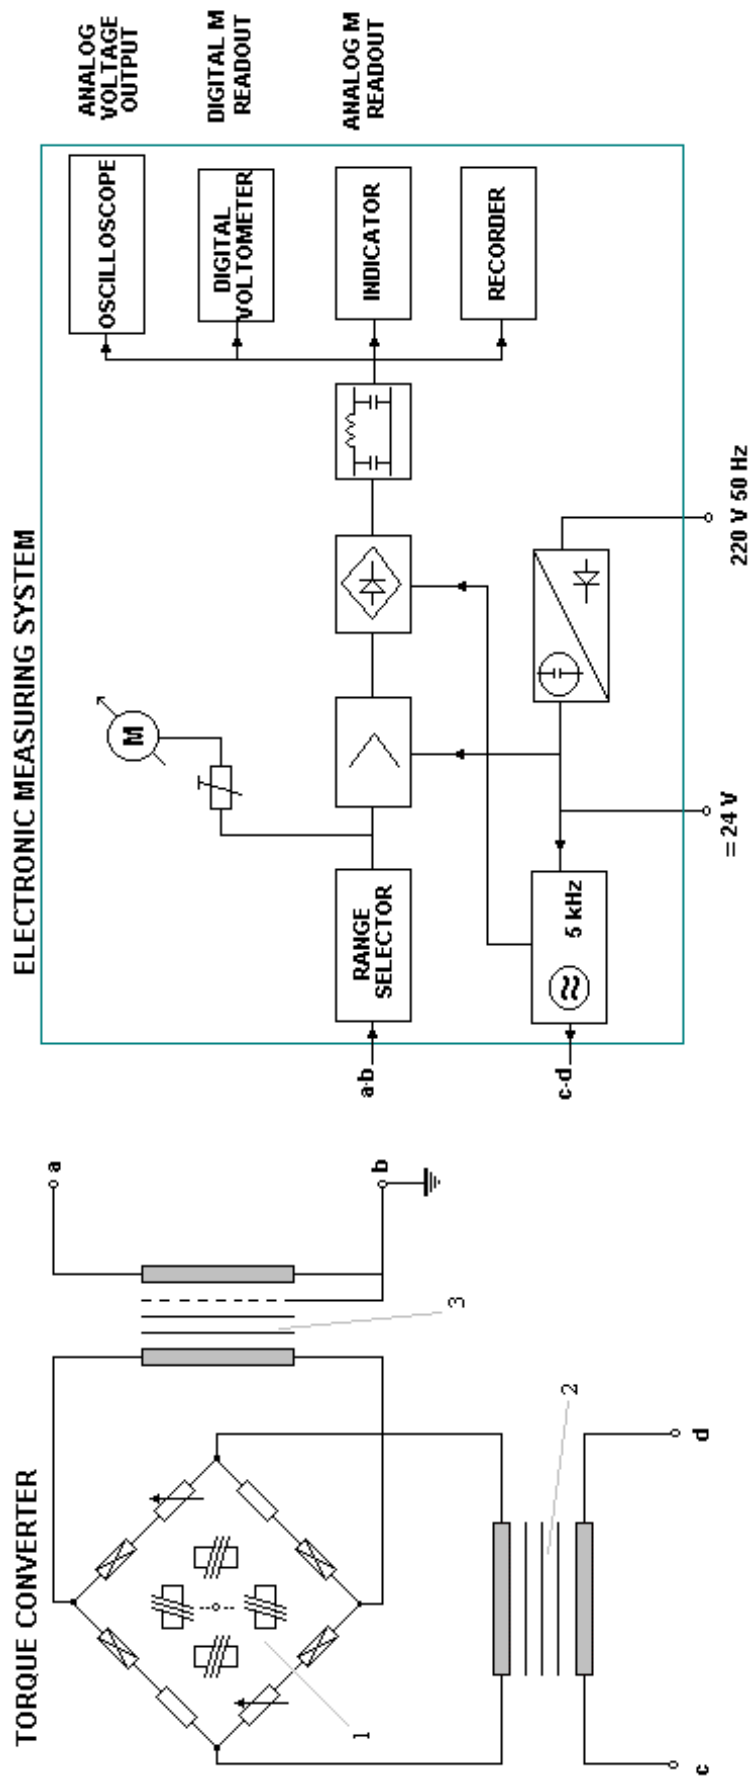 TORQUE CONVERTER
1
2
3
a
b
c
d
ELECTRONIC MEASURING SYSTEM
a-b
c-d
RANGE
SELECTOR
M
5 kHz
= 24 V
220 V 50 Hz
OSCILLOSCOPE
DIGITAL
VOLTOMETER
INDICATOR
RECORDER
ANALOG
VOLTAGE
OUTPUT
DIGITAL M
READOUT
ANALOG M
READOUT